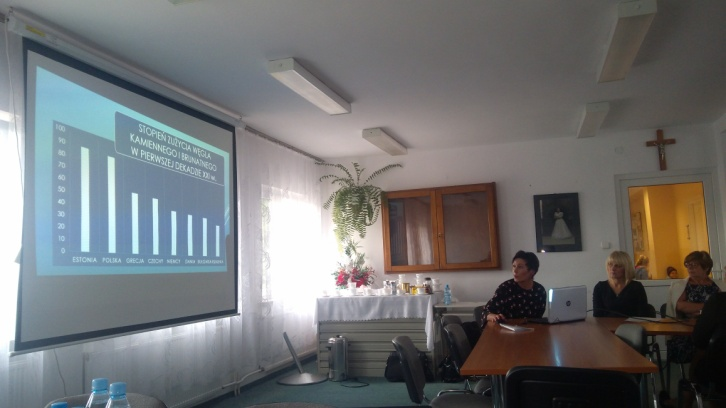 STOPIEŃ ZUŻYCIA WĘGLA
KAMIENNEGO I BRUNATNEGO
W PIERWSZEJ DEKADZIE XXI W.
100
90
80
70
60
50
40
30
20
10
0
ESTONIA POLSKA GRECJA CZECHY NIEMCY DANIA